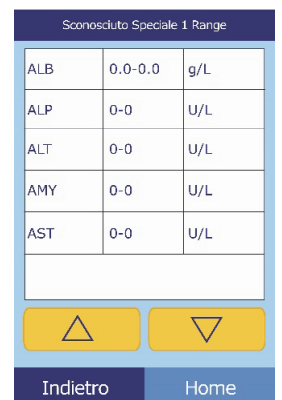 Sconosciuto Speciale 1 Range
ALB 0.0-0.0 g/L
ALP 0-0 U/L
ALT 0-0 U/L
AMY 0-0 U/L
AST 0-0 U/L
Indietro Home